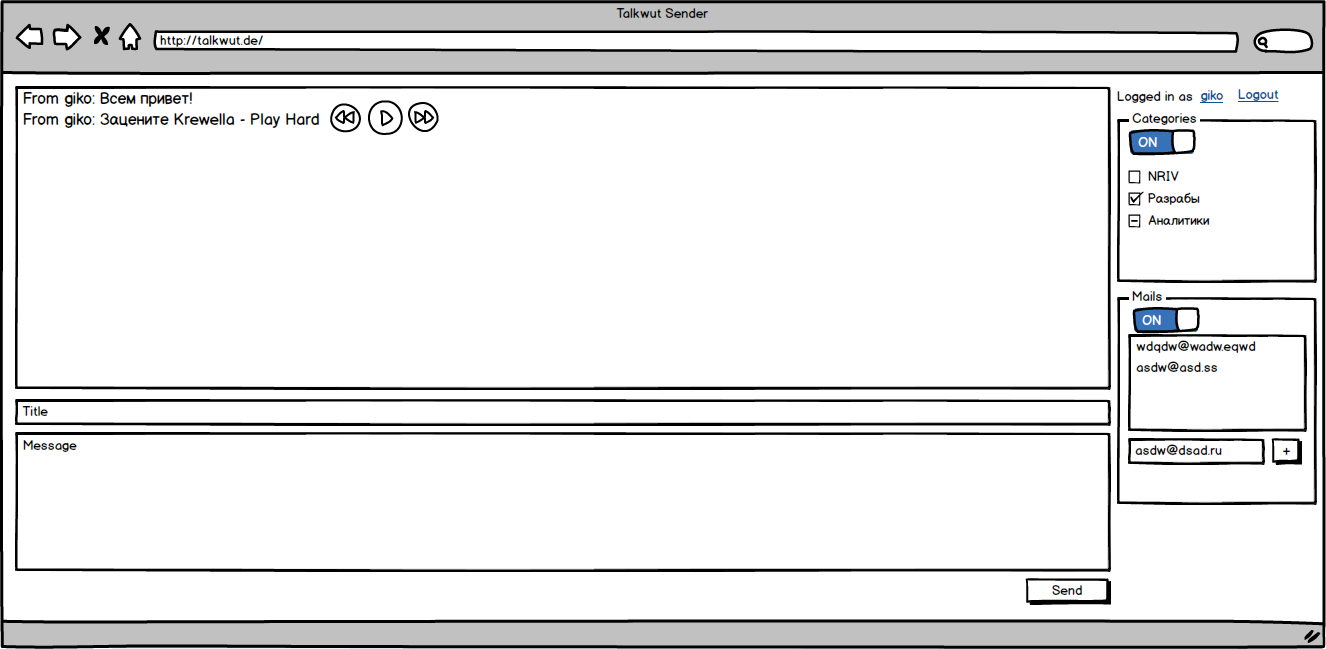 Talkwut Sender
http://talkwut.de/
From giko: Всем привет!
From giko: Зацените Krewella - Play Hard
Title
Message
Send
Logged in as giko Logout
Categories
ON
NRIV
Разрабы
Аналитики
Mails
ON
wdqdw@wadw.eqwd
asdw@asd.ss
asdw@dsad.ru +